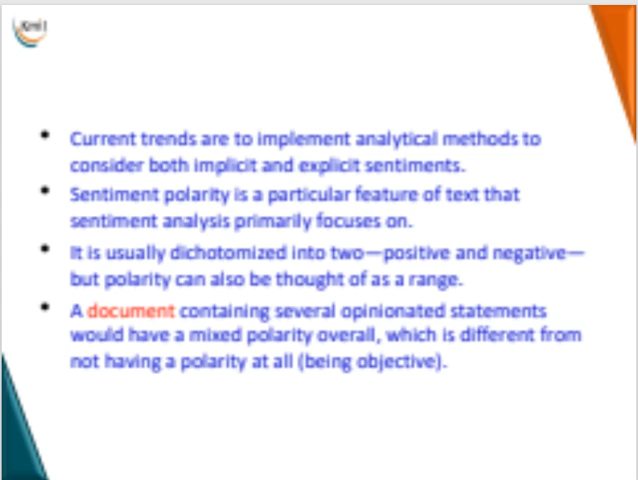 • Current trends are to implement analytical methods to
consider both implicit and explicit sentiments.
• Sentiment polarity is a particular feature of text that
sentiment analysis primarily focuses on.
• It is usually dichotomized into two—positive and negative—
but polarity can also be thought of as a range.
• A document containing several opinionated statements
would have a mixed polarity overall, which is different from
not having a polarity at all (being objective).